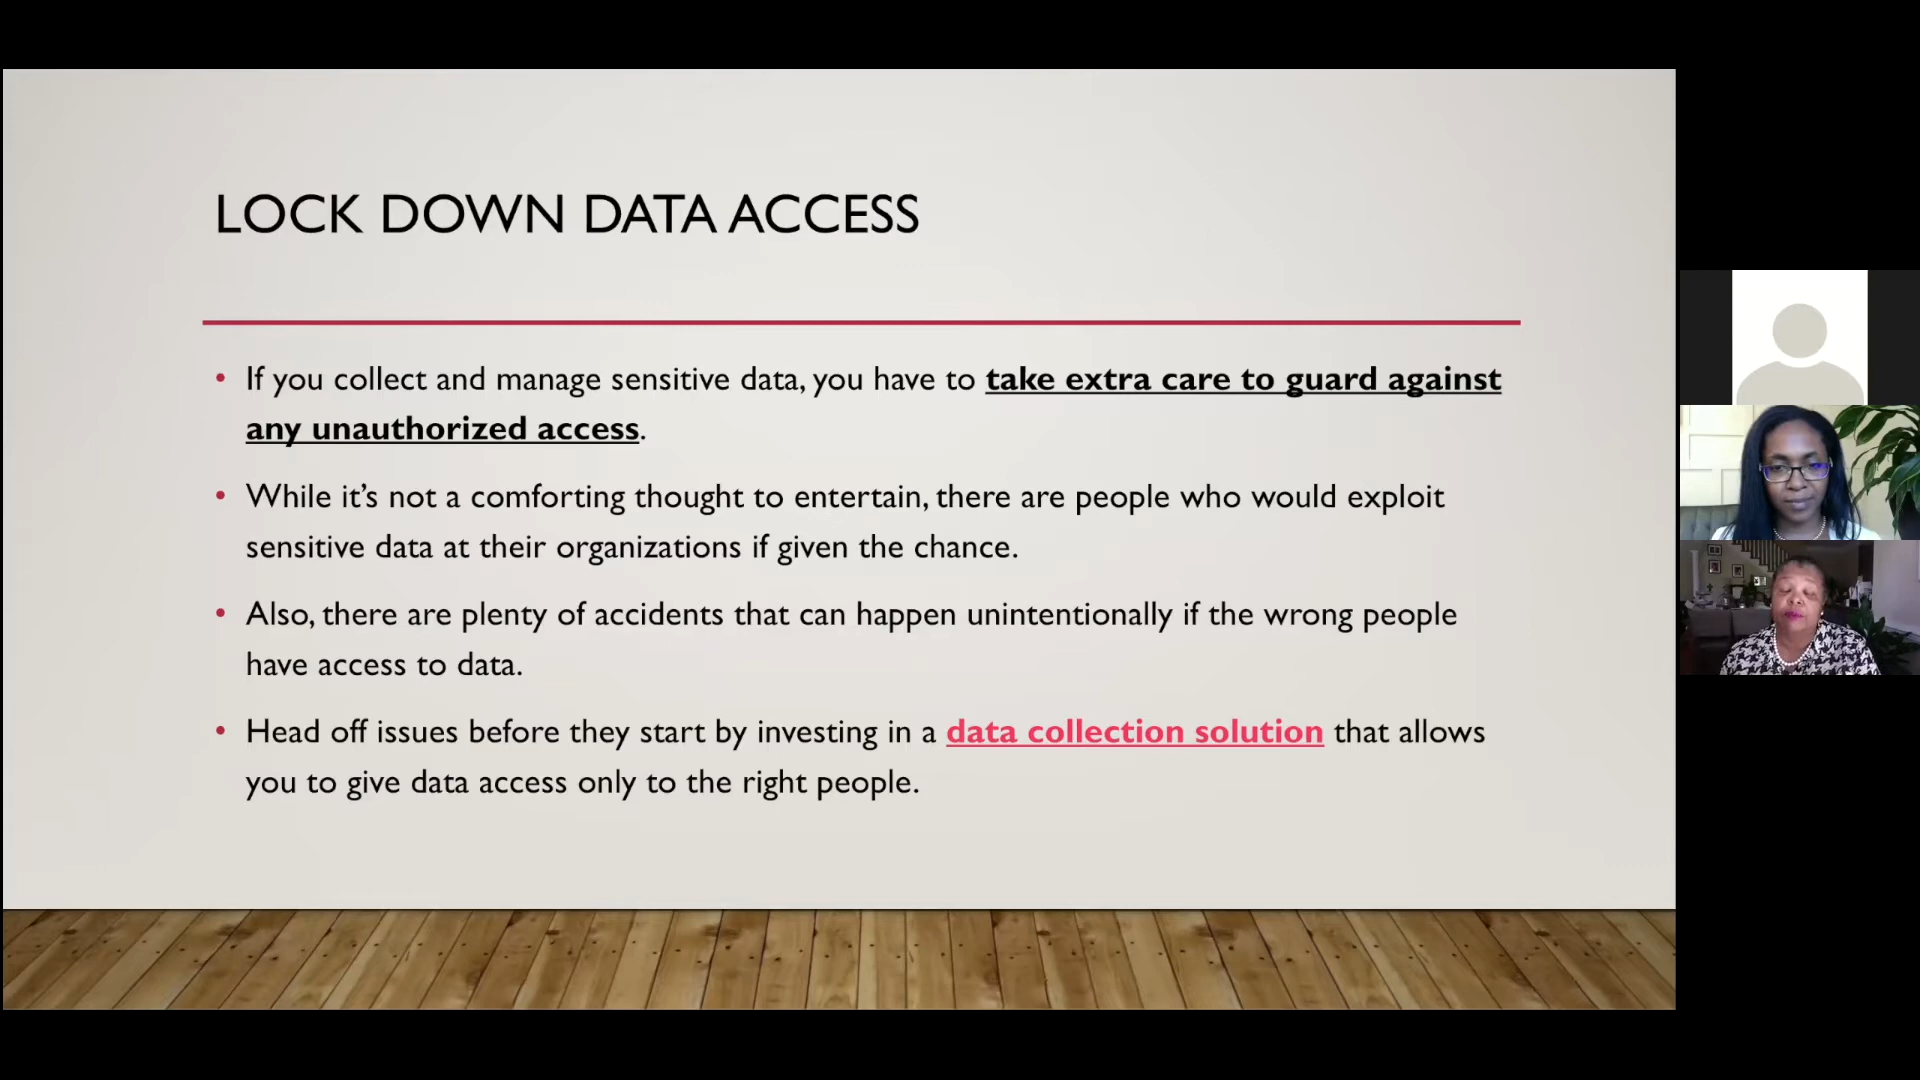 LOCK DOWN DATA ACCESS
• If you collect and manage sensitive data, you have to take extra care to guard against
any unauthorized access.
• While it’s not a comforting thought to entertain, there are people who would exploit
sensitive data at their organizations if given the chance.
• Also, there are plenty of accidents that can happen unintentionally if the wrong people
have access to data.
• Head off issues before they start by investing in a data collection solution that allows
you to give data access only to the right people.